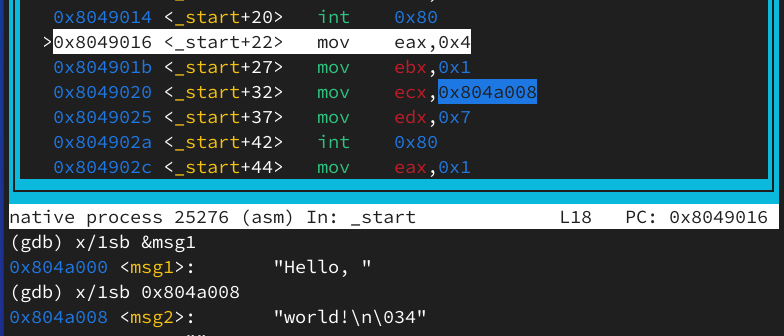 0x8049014 <_start+20> int 0x80
>0x8049016 <_start+22> mov eax,0x4
0x804901b <_start+27> mov ebx,0x1
0x8049020 <_start+32> mov ecx,0x804a008
0x8049025 <_start+37> mov edx,0x7
0x804902a <_start+42> int 0x80
0x804902c <_start+44> mov eax,0x1
native process 25276 (asm) In: _start L18 PC: 0x8049016
(gdb) x/1sb &msg1
0x804a000 <msg1>: "Hello, "
(gdb) x/1sb 0x804a008
0x804a008 <msg2>: "world!\n\034"